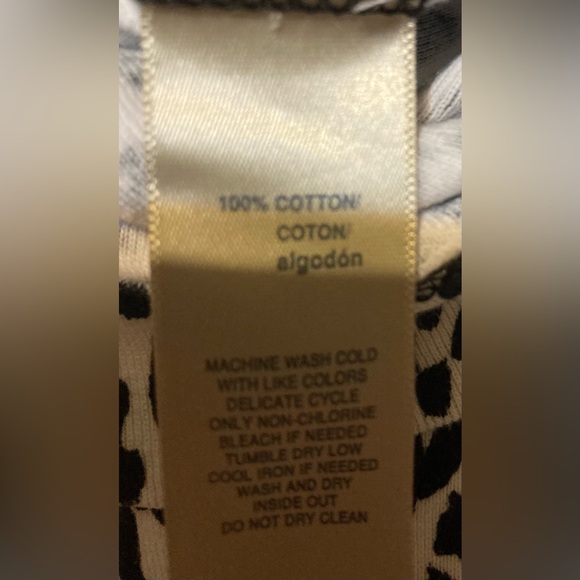 100% COTTON/
COTON/
algodón
MACHINE WASH COLD
WITH LIKE COLORS
DELICATE CYCLE
ONLY NON-CHLORINE
BLEACH IF NEEDED
TUMBLE DRY LOW
COOL IRON IF NEEDED
WASH AND DRY
INSIDE OUT
DO NOT DRY CLEAN